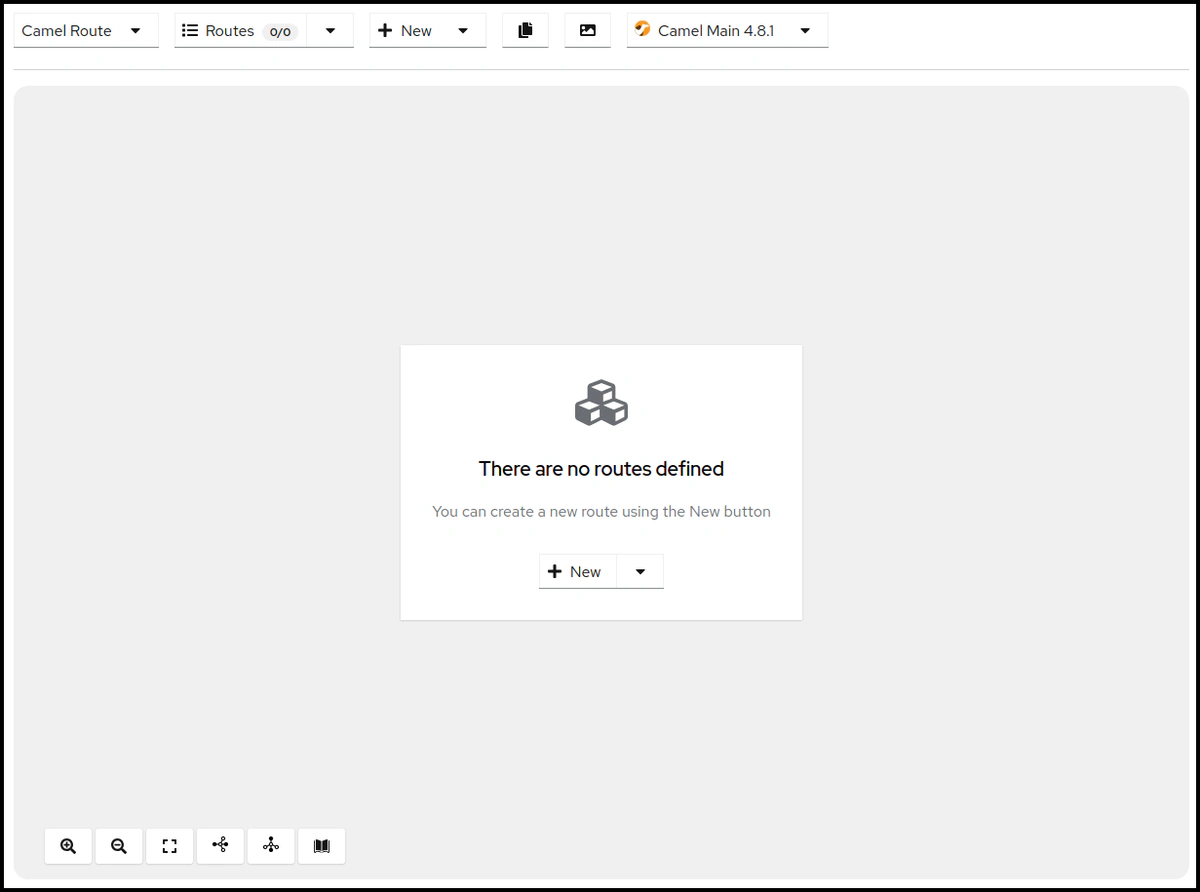 Camel Route Routes 0/0 New Camel Main 4.8.1
There are no routes defined
You can create a new route using the New button
New